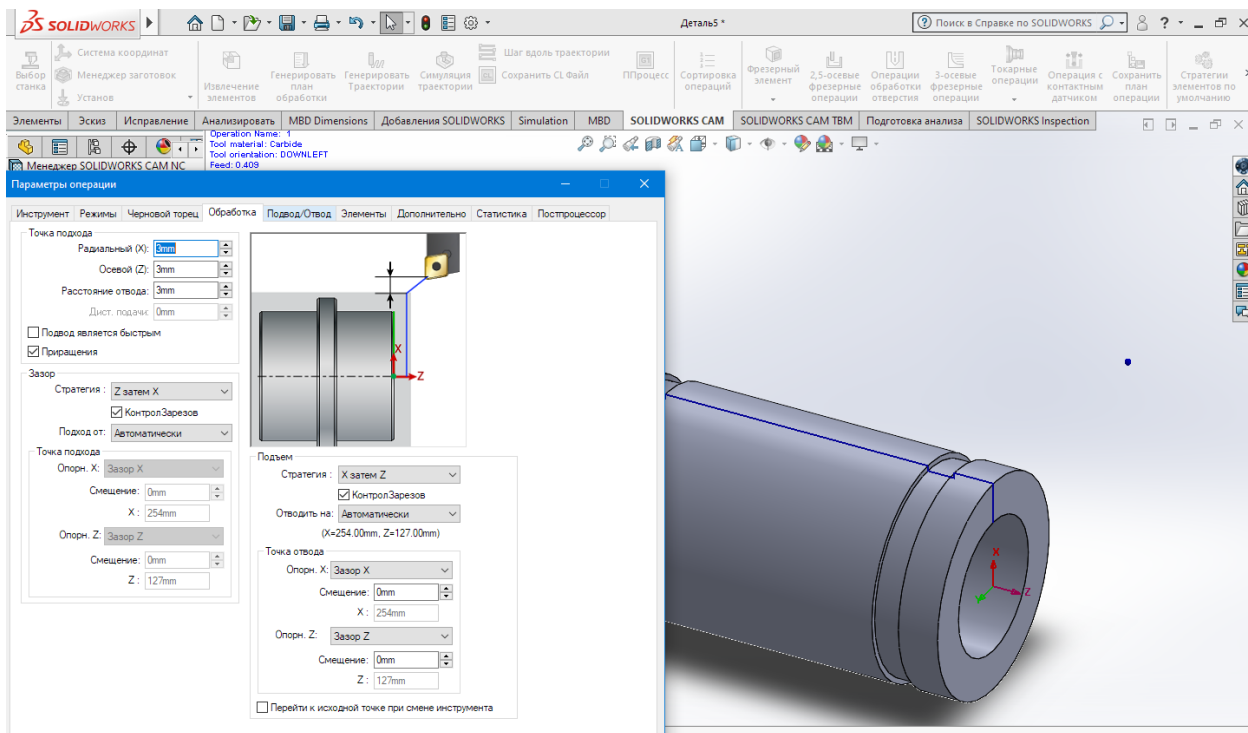 SOLIDWORKS
Деталь5 *
Поиск в Справке по SOLIDWORKS
Выбор станка
Система координат
Менеджер заготовок
Установ
Извлечение элементов
Генерировать план обработки
Генерировать Траектории
Симуляция траектории
Шаг вдоль траектории
Сохранить CL Файл
ППроцесс
Сортировка операций
Фрезерный элемент
2,5-осевые фрезерные операции
Операции обработки отверстия
3-осевые фрезерные операции
Токарные операции
Операция с контактным датчиком
Сохранить план операции
Стратегии элементов по умолчанию
Элементы Эскиз Исправление Анализировать MBD Dimensions Добавления SOLIDWORKS Simulation MBD SOLIDWORKS CAM SOLIDWORKS CAM TBM Подготовка анализа SOLIDWORKS Inspection
Operation Name: 1
Tool material: Carbide
Tool orientation: DOWNLEFT
Feed: 0.409
Менеджер SOLIDWORKS CAM NC
Параметры операции
Инструмент Режимы Черновой торец Обработка Подвод/Отвод Элементы Дополнительно Статистика Постпроцессор
Точка подхода
Радиальный (X): 3mm
Осевой (Z): 3mm
Расстояние отвода: 3mm
Дист. подачи: 0mm
Подвод является быстрым
Приращения
Зазор
Стратегия : Z затем X
КонтролЗарезов
Подход от: Автоматически
Точка подхода
Опорн. X: Зазор X
Смещение: 0mm
X : 254mm
Опорн. Z: Зазор Z
Смещение: 0mm
Z : 127mm
X
Z
Подъем
Стратегия : X затем Z
КонтролЗарезов
Отводить на: Автоматически
(X=254.00mm, Z=127.00mm)
Точка отвода
Опорн. X: Зазор X
Смещение: 0mm
X : 254mm
Опорн. Z: Зазор Z
Смещение: 0mm
Z : 127mm
Перейти к исходной точке при смене инструмента
X
Z